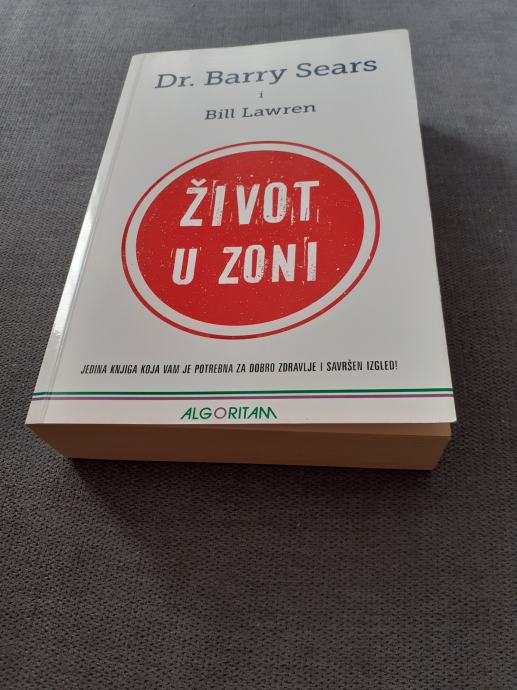 Dr. Barry Sears
i
Bill Lawren
ŽIVOT
U ZONI
JEDINA KNJIGA KOJA VAM JE POTREBNA ZA DOBRO ZDRAVLJE I SAVRŠEN IZGLED!
ALGORITAM